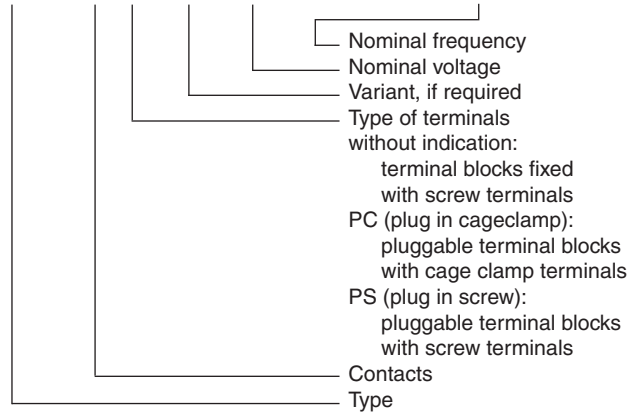 Nominal frequency
Nominal voltage
Variant, if required
Type of terminals
without indication:
terminal blocks fixed
with screw terminals
PC (plug in cageclamp):
pluggable terminal blocks
with cage clamp terminals
PS (plug in screw):
pluggable terminal blocks
with screw terminals
Contacts
Type